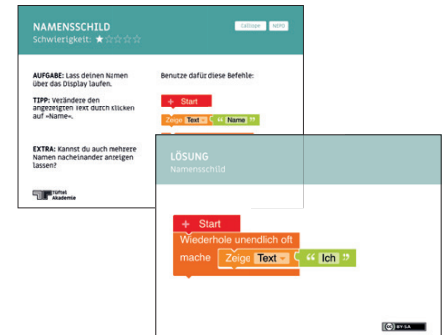 NAMENSSCHILD
Schwierigkeit: ★☆☆☆☆
Calliope NEPO
AUFGABE: Lass deinen Namen
über das Display laufen.
TIPP: Verändere den
angezeigten Text durch klicken
auf »Name«.
EXTRA: Kannst du auch mehrere
Namen nacheinander anzeigen
lassen?
Tüftel
Akademie
Benutze dafür diese Befehle:
+ Start
Zeige Text “ Name ”
LÖSUNG
Namensschild
+ Start
Wiederhole unendlich oft
mache Zeige Text “ Ich ”
BY-SA